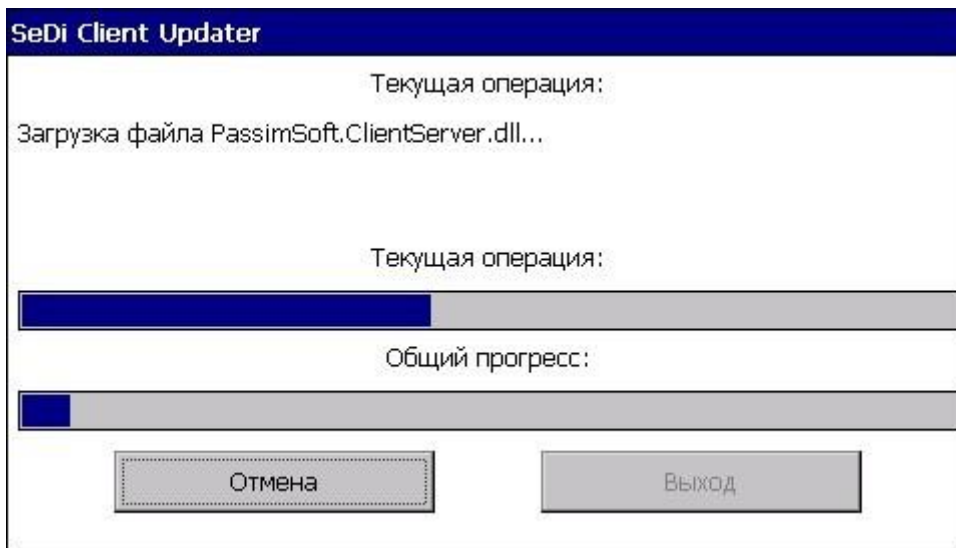 SeDi Client Updater
Текущая операция:
Загрузка файла PassimSoft.ClientServer.dll...
Текущая операция:
Общий прогресс:
Отмена
Выход